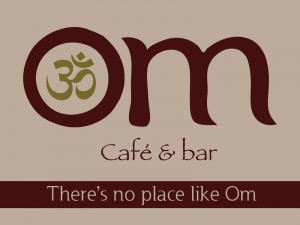 ॐ
Om
Café & bar
There's no place like Om